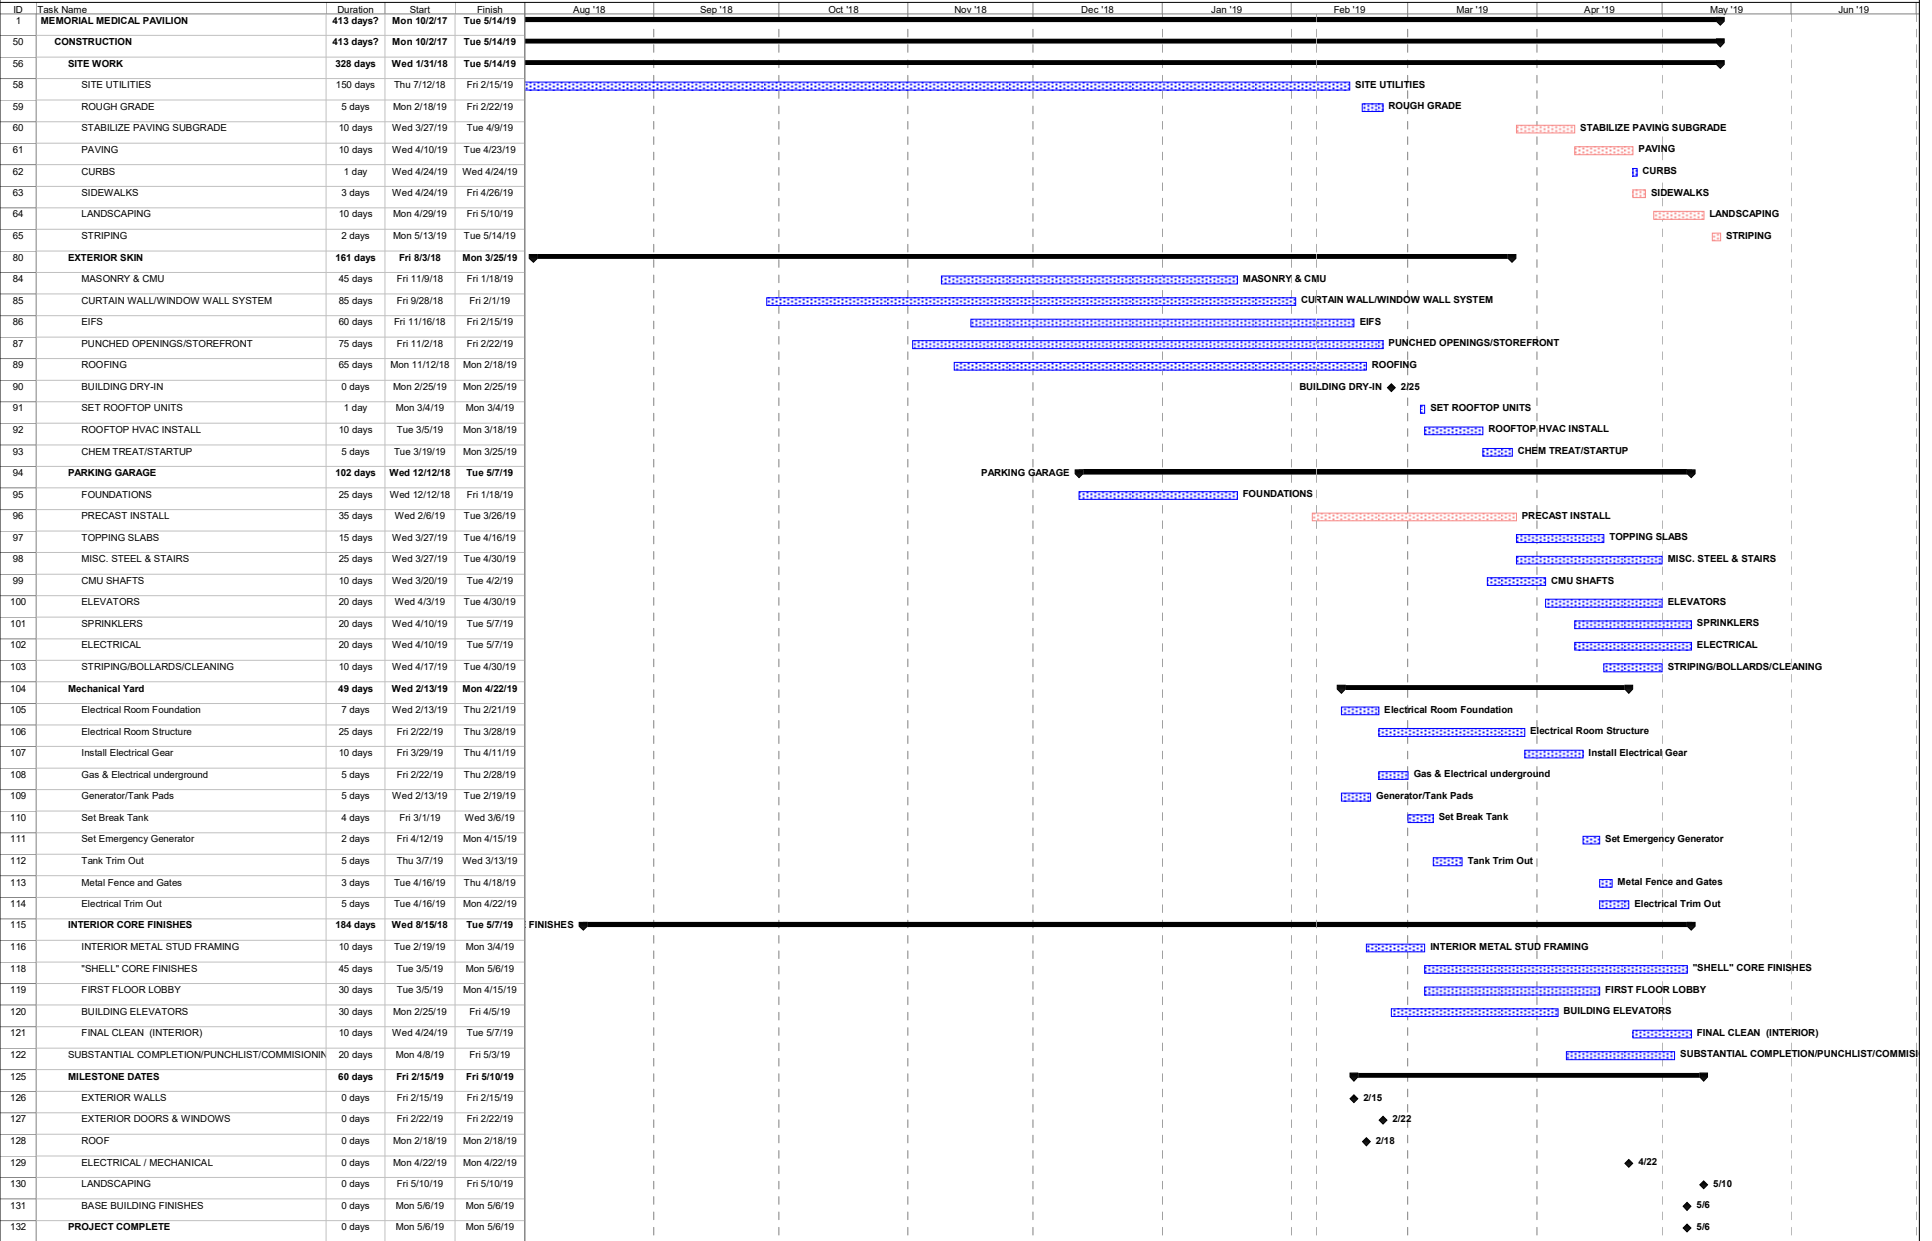 ID Task Name Duration Start Finish Aug '18 Sep '18 Oct '18 Nov '18 Dec '18 Jan '19 Feb '19 Mar '19 Apr '19 May '19 Jun '19
1 MEMORIAL MEDICAL PAVILION 413 days? Mon 10/2/17 Tue 5/14/19
50 CONSTRUCTION 413 days? Mon 10/2/17 Tue 5/14/19
56 SITE WORK 328 days Wed 1/31/18 Tue 5/14/19
58 SITE UTILITIES 150 days Thu 7/12/18 Fri 2/15/19 SITE UTILITIES
59 ROUGH GRADE 5 days Mon 2/18/19 Fri 2/22/19 ROUGH GRADE
60 STABILIZE PAVING SUBGRADE 10 days Wed 3/27/19 Tue 4/9/19 STABILIZE PAVING SUBGRADE
61 PAVING 10 days Wed 4/10/19 Tue 4/23/19 PAVING
62 CURBS 1 day Wed 4/24/19 Wed 4/24/19 CURBS
63 SIDEWALKS 3 days Wed 4/24/19 Fri 4/26/19 SIDEWALKS
64 LANDSCAPING 10 days Mon 4/29/19 Fri 5/10/19 LANDSCAPING
65 STRIPING 2 days Mon 5/13/19 Tue 5/14/19 STRIPING
80 EXTERIOR SKIN 161 days Fri 8/3/18 Mon 3/25/19
84 MASONRY & CMU 45 days Fri 11/9/18 Fri 1/18/19 MASONRY & CMU
85 CURTAIN WALL/WINDOW WALL SYSTEM 85 days Fri 9/28/18 Fri 2/1/19 CURTAIN WALL/WINDOW WALL SYSTEM
86 EIFS 60 days Fri 11/16/18 Fri 2/15/19 EIFS
87 PUNCHED OPENINGS/STOREFRONT 75 days Fri 11/2/18 Fri 2/22/19 PUNCHED OPENINGS/STOREFRONT
89 ROOFING 65 days Mon 11/12/18 Mon 2/18/19 ROOFING
90 BUILDING DRY-IN 0 days Mon 2/25/19 Mon 2/25/19 BUILDING DRY-IN 2/25
91 SET ROOFTOP UNITS 1 day Mon 3/4/19 Mon 3/4/19 SET ROOFTOP UNITS
92 ROOFTOP HVAC INSTALL 10 days Tue 3/5/19 Mon 3/18/19 ROOFTOP HVAC INSTALL
93 CHEM TREAT/STARTUP 5 days Tue 3/19/19 Mon 3/25/19 CHEM TREAT/STARTUP
94 PARKING GARAGE 102 days Wed 12/12/18 Tue 5/7/19 PARKING GARAGE
95 FOUNDATIONS 25 days Wed 12/12/18 Fri 1/18/19 FOUNDATIONS
96 PRECAST INSTALL 35 days Wed 2/6/19 Tue 3/26/19 PRECAST INSTALL
97 TOPPING SLABS 15 days Wed 3/27/19 Tue 4/16/19 TOPPING SLABS
98 MISC. STEEL & STAIRS 25 days Wed 3/27/19 Tue 4/30/19 MISC. STEEL & STAIRS
99 CMU SHAFTS 10 days Wed 3/20/19 Tue 4/2/19 CMU SHAFTS
100 ELEVATORS 20 days Wed 4/3/19 Tue 4/30/19 ELEVATORS
101 SPRINKLERS 20 days Wed 4/10/19 Tue 5/7/19 SPRINKLERS
102 ELECTRICAL 20 days Wed 4/10/19 Tue 5/7/19 ELECTRICAL
103 STRIPING/BOLLARDS/CLEANING 10 days Wed 4/17/19 Tue 4/30/19 STRIPING/BOLLARDS/CLEANING
104 Mechanical Yard 49 days Wed 2/13/19 Mon 4/22/19
105 Electrical Room Foundation 7 days Wed 2/13/19 Thu 2/21/19 Electrical Room Foundation
106 Electrical Room Structure 25 days Fri 2/22/19 Thu 3/28/19 Electrical Room Structure
107 Install Electrical Gear 10 days Fri 3/29/19 Thu 4/11/19 Install Electrical Gear
108 Gas & Electrical underground 5 days Fri 2/22/19 Thu 2/28/19 Gas & Electrical underground
109 Generator/Tank Pads 5 days Wed 2/13/19 Tue 2/19/19 Generator/Tank Pads
110 Set Break Tank 4 days Fri 3/1/19 Wed 3/6/19 Set Break Tank
111 Set Emergency Generator 2 days Fri 4/12/19 Mon 4/15/19 Set Emergency Generator
112 Tank Trim Out 5 days Thu 3/7/19 Wed 3/13/19 Tank Trim Out
113 Metal Fence and Gates 3 days Tue 4/16/19 Thu 4/18/19 Metal Fence and Gates
114 Electrical Trim Out 5 days Tue 4/16/19 Mon 4/22/19 Electrical Trim Out
115 INTERIOR CORE FINISHES 184 days Wed 8/15/18 Tue 5/7/19 FINISHES
116 INTERIOR METAL STUD FRAMING 10 days Tue 2/19/19 Mon 3/4/19 INTERIOR METAL STUD FRAMING
118 "SHELL" CORE FINISHES 45 days Tue 3/5/19 Mon 5/6/19 "SHELL" CORE FINISHES
119 FIRST FLOOR LOBBY 30 days Tue 3/5/19 Mon 4/15/19 FIRST FLOOR LOBBY
120 BUILDING ELEVATORS 30 days Mon 2/25/19 Fri 4/5/19 BUILDING ELEVATORS
121 FINAL CLEAN (INTERIOR) 10 days Wed 4/24/19 Tue 5/7/19 FINAL CLEAN (INTERIOR)
122 SUBSTANTIAL COMPLETION/PUNCHLIST/COMMISIONIN 20 days Mon 4/8/19 Fri 5/3/19 SUBSTANTIAL COMPLETION/PUNCHLIST/COMMISI
125 MILESTONE DATES 60 days Fri 2/15/19 Fri 5/10/19
126 EXTERIOR WALLS 0 days Fri 2/15/19 Fri 2/15/19 2/15
127 EXTERIOR DOORS & WINDOWS 0 days Fri 2/22/19 Fri 2/22/19 2/22
128 ROOF 0 days Mon 2/18/19 Mon 2/18/19 2/18
129 ELECTRICAL / MECHANICAL 0 days Mon 4/22/19 Mon 4/22/19 4/22
130 LANDSCAPING 0 days Fri 5/10/19 Fri 5/10/19 5/10
131 BASE BUILDING FINISHES 0 days Mon 5/6/19 Mon 5/6/19 5/6
132 PROJECT COMPLETE 0 days Mon 5/6/19 Mon 5/6/19 5/6